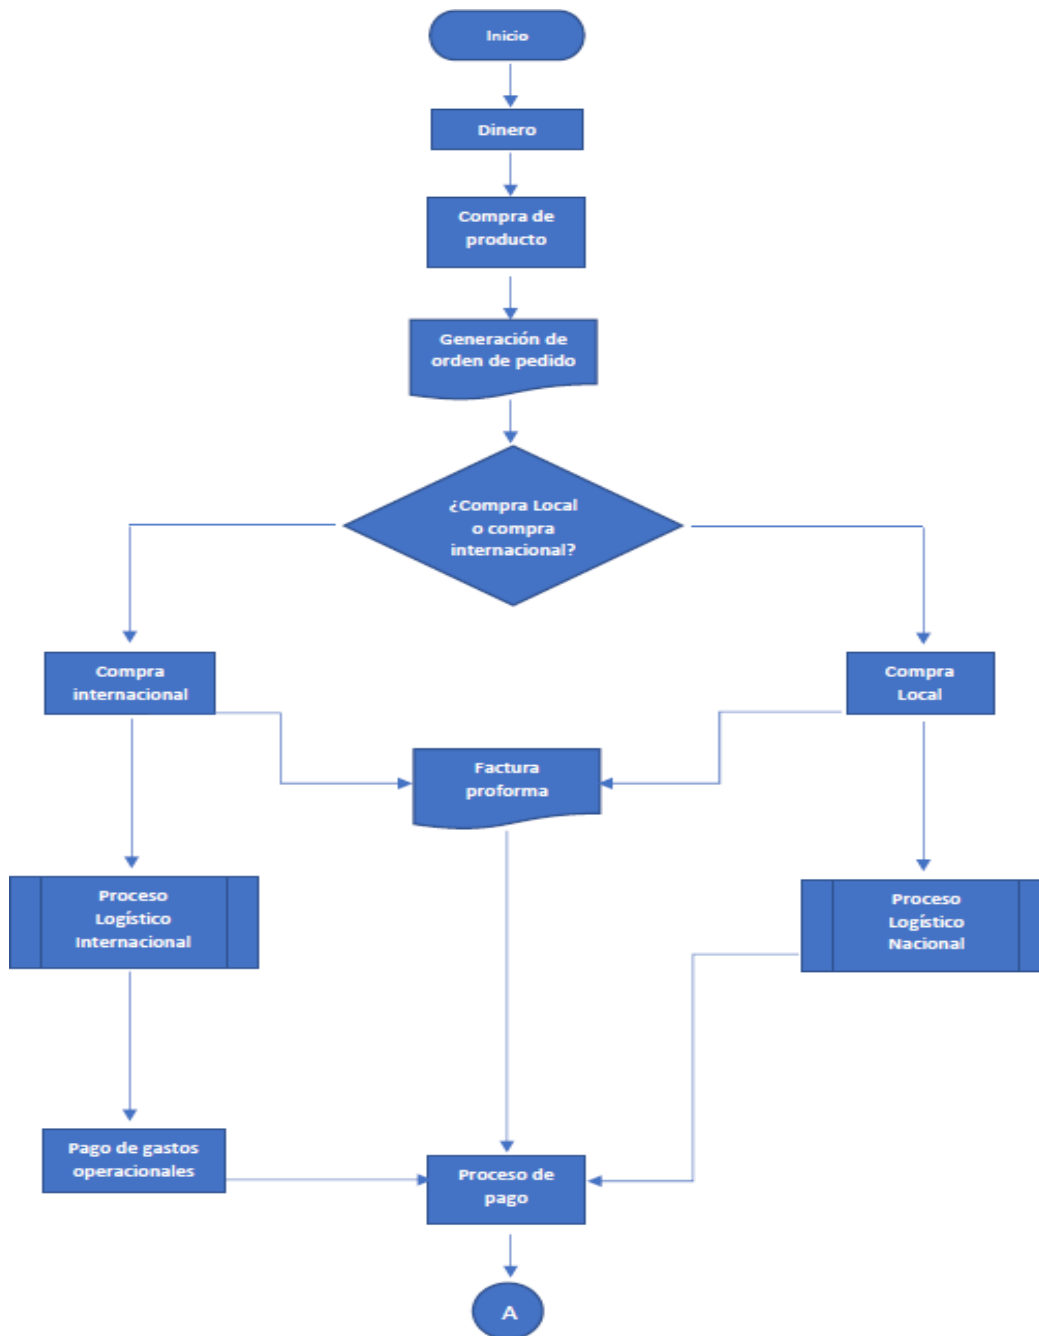 Inicio
Dinero
Compra de
producto
Generación de
orden de pedido
¿Compra Local
o compra
internacional?
Compra
internacional
Compra
Local
Factura
proforma
Proceso
Logístico
Internacional
Proceso
Logístico
Nacional
Pago de gastos
operacionales
Proceso de
pago
A